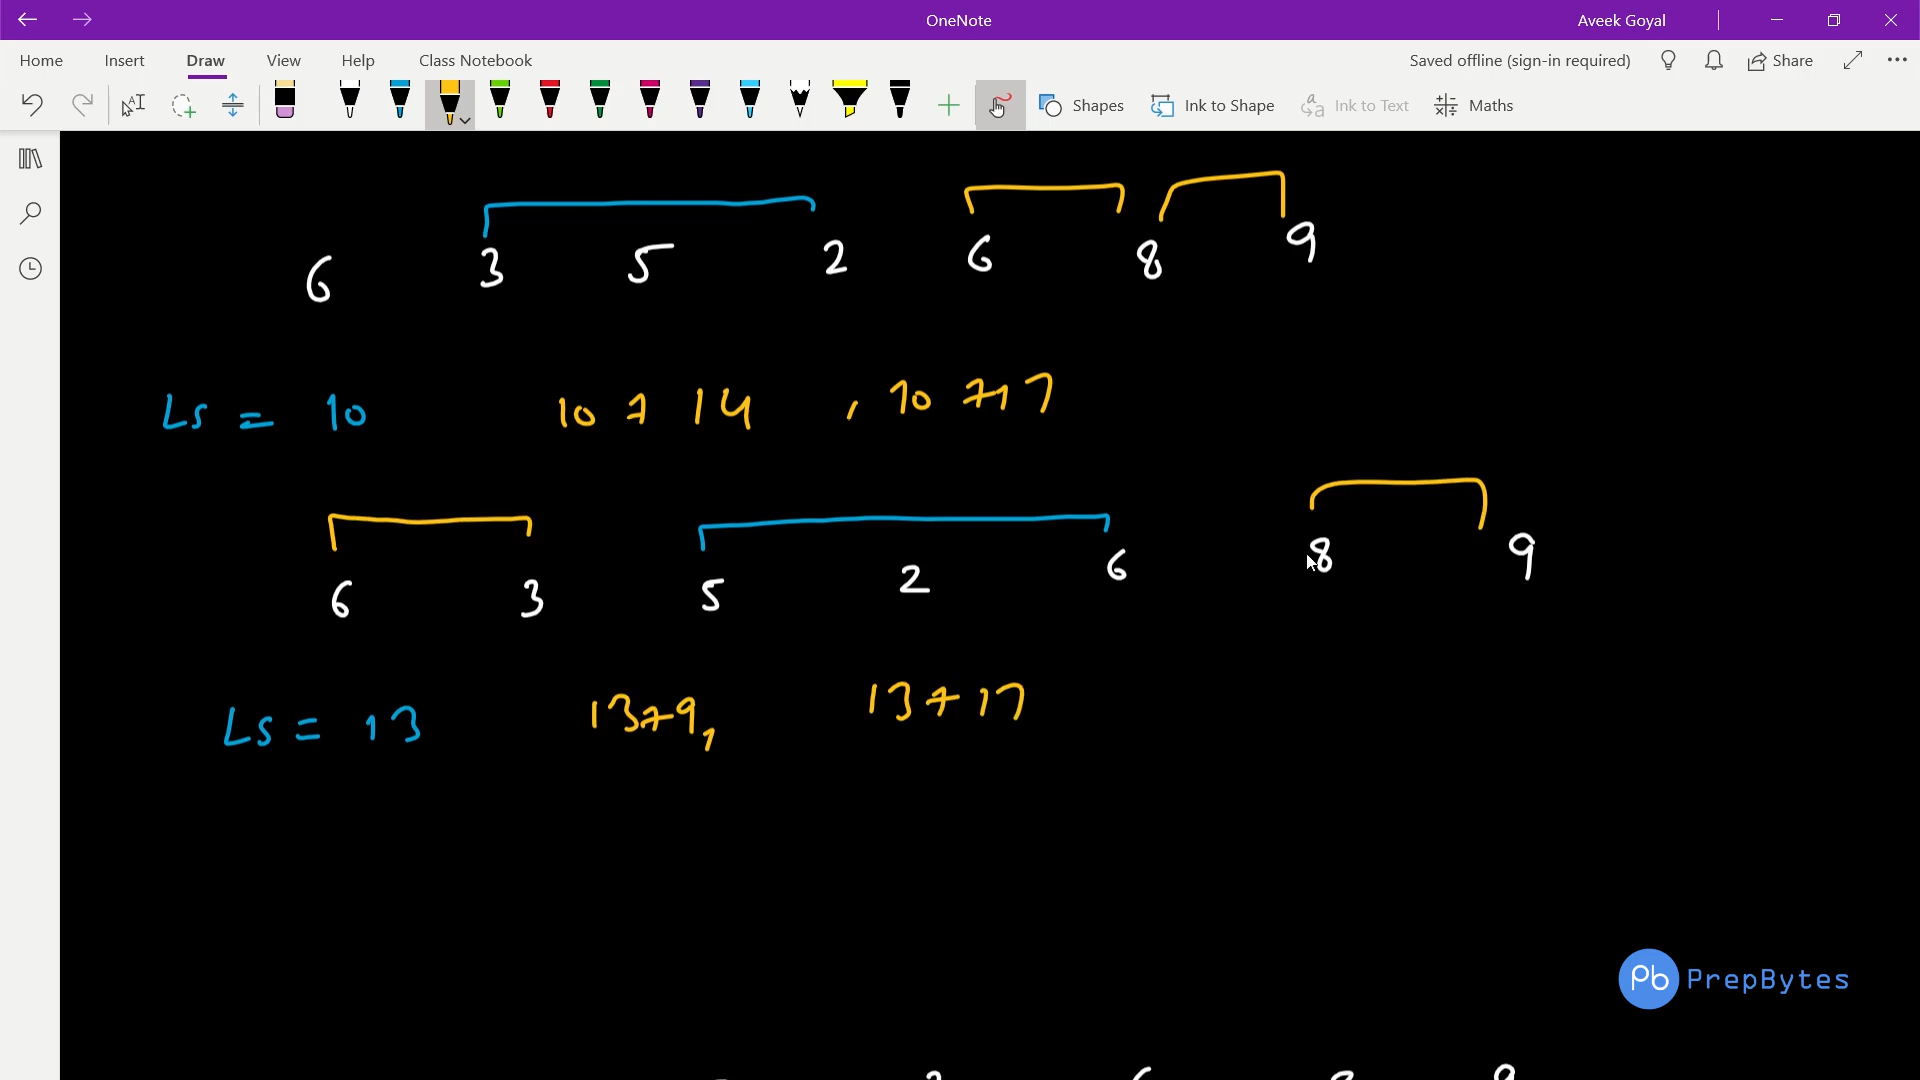 OneNote Aveek Goyal
Home Insert Draw View Help Class Notebook Saved offline (sign-in required) Share
Shapes Ink to Shape Ink to Text Maths
6 3 5 2 6 8 9
Ls = 10 10 + 14 , 10 + 17
6 3 5 2 6 8 9
Ls = 13 13+9, 13 + 17
Pb PrepBytes